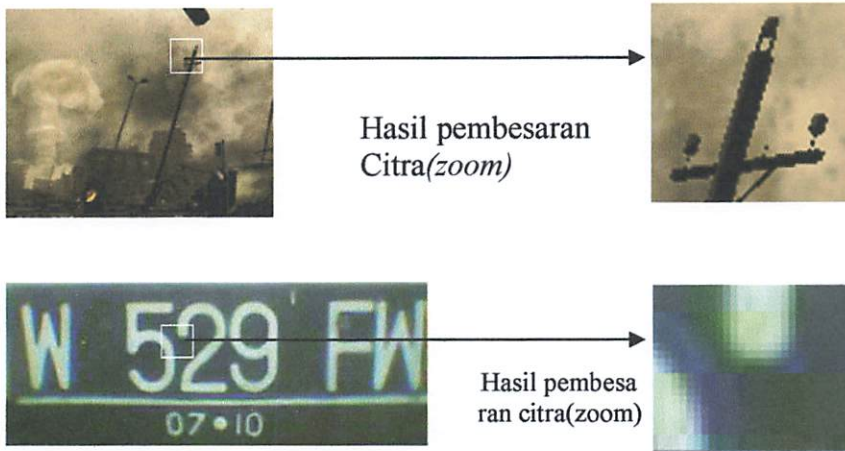 Hasil pembesaran
Citra(zoom)
W 529 FW
07•10
Hasil pembesa
ran citra(zoom)